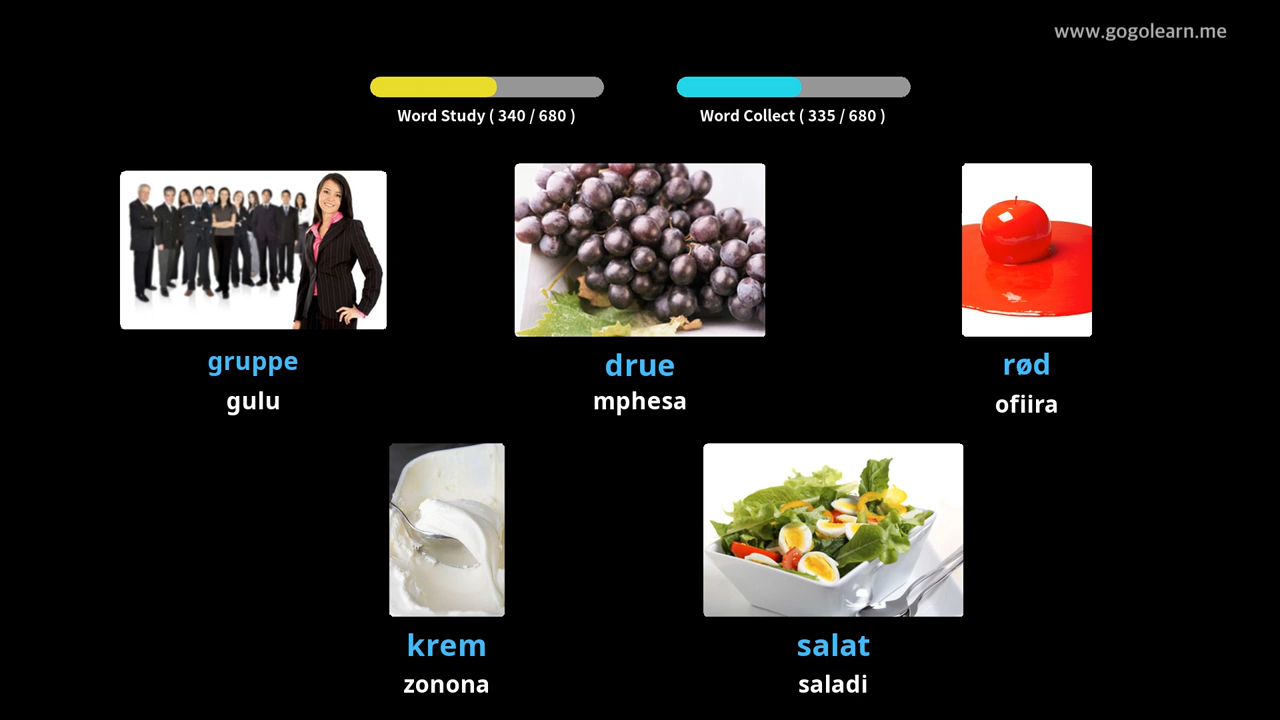 www.gogolearn.me
Word Study ( 340 / 680 )
Word Collect ( 335 / 680 )
gruppe
gulu
drue
mphesa
rød
ofiira
krem
zonona
salat
saladi